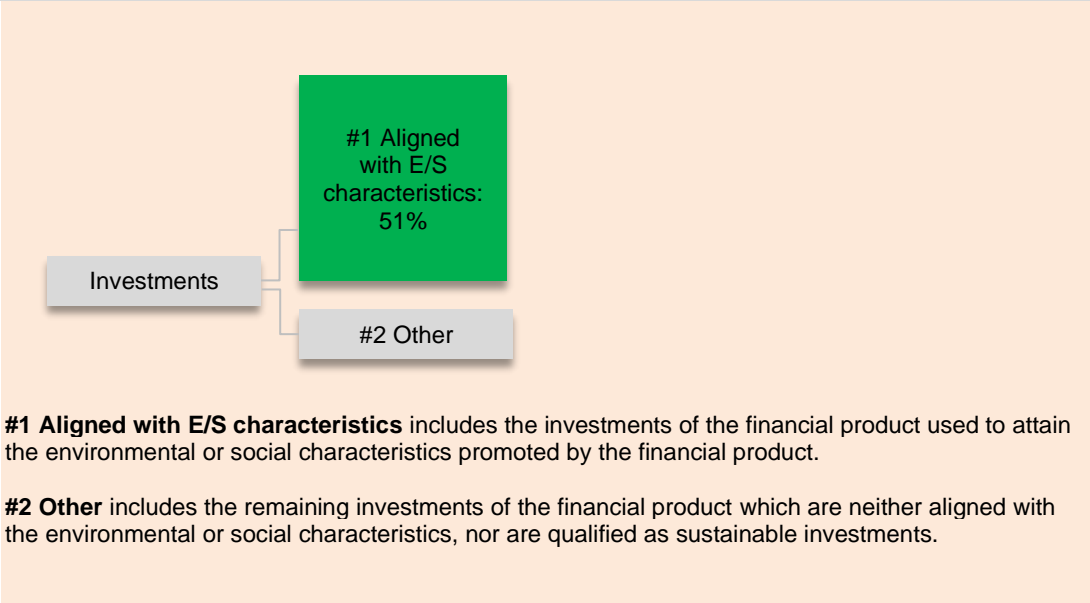 #1 Aligned
with E/S
characteristics:
51%
Investments
#2 Other
#1 Aligned with E/S characteristics includes the investments of the financial product used to attain
the environmental or social characteristics promoted by the financial product.
#2 Other includes the remaining investments of the financial product which are neither aligned with
the environmental or social characteristics, nor are qualified as sustainable investments.